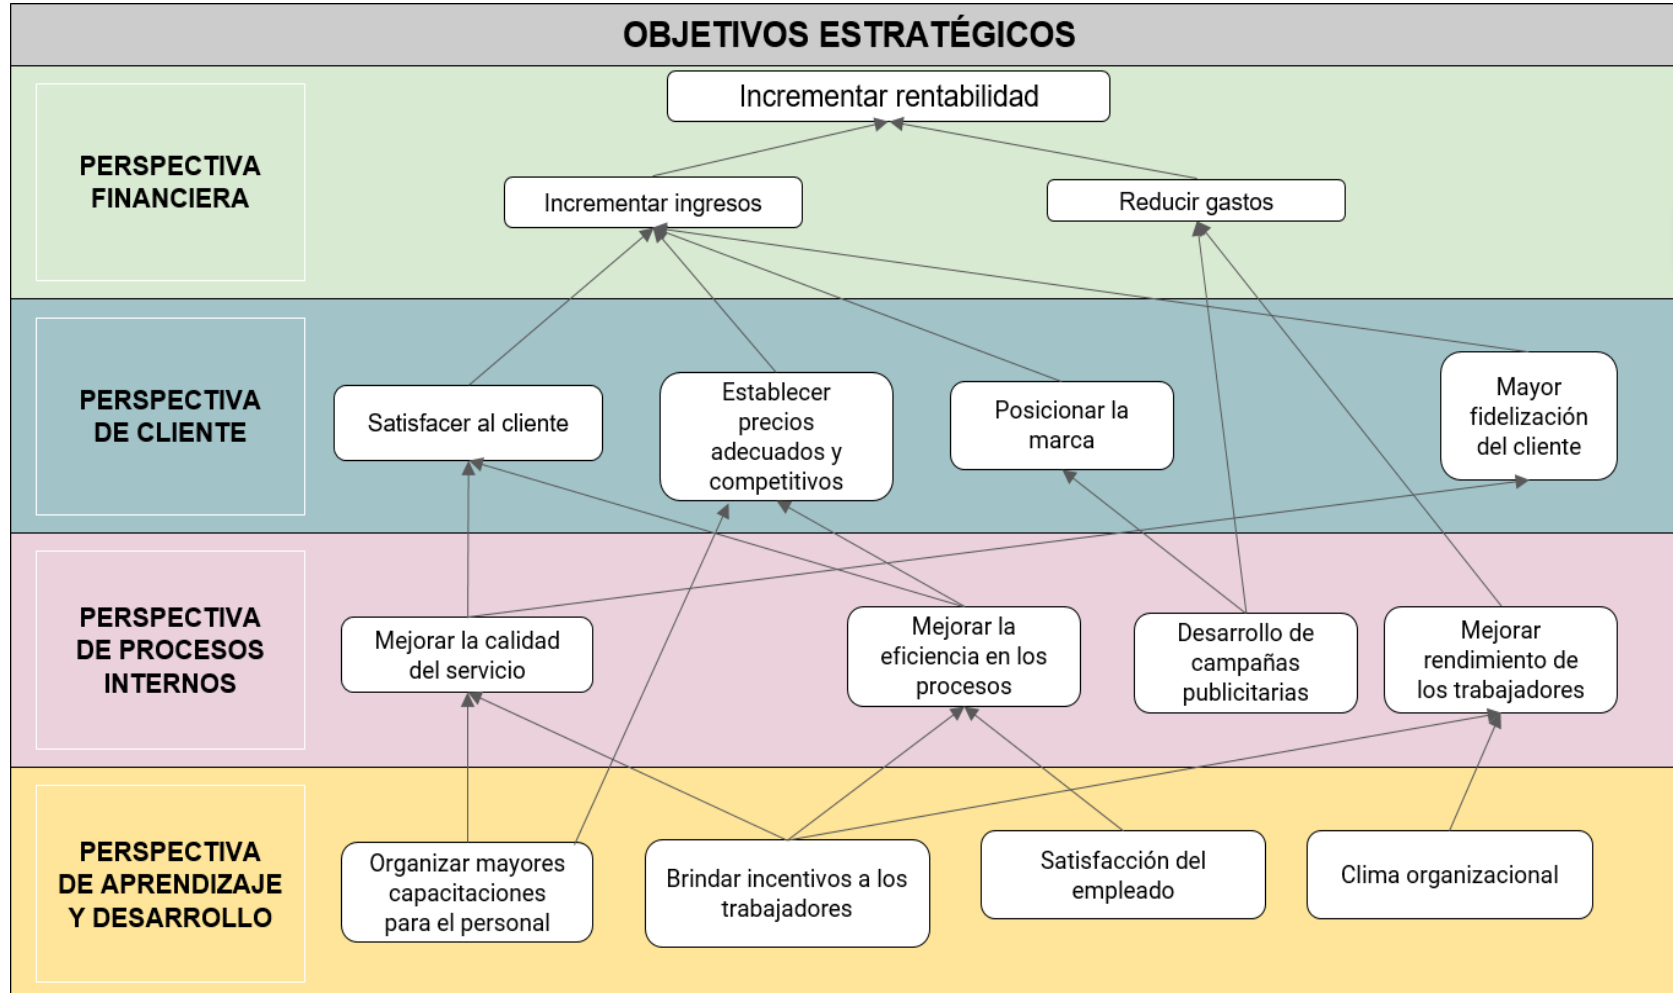 OBJETIVOS ESTRATÉGICOS
PERSPECTIVA
FINANCIERA
Incrementar rentabilidad
Incrementar ingresos
Reducir gastos
PERSPECTIVA
DE CLIENTE
Satisfacer al cliente
Establecer
precios
adecuados y
competitivos
Posicionar la
marca
Mayor
fidelización
del cliente
PERSPECTIVA
DE PROCESOS
INTERNOS
Mejorar la calidad
del servicio
Mejorar la
eficiencia en los
procesos
Desarrollo de
campañas
publicitarias
Mejorar
rendimiento de
los trabajadores
PERSPECTIVA
DE APRENDIZAJE
Y DESARROLLO
Organizar mayores
capacitaciones
para el personal
Brindar incentivos a los
trabajadores
Satisfacción del
empleado
Clima organizacional